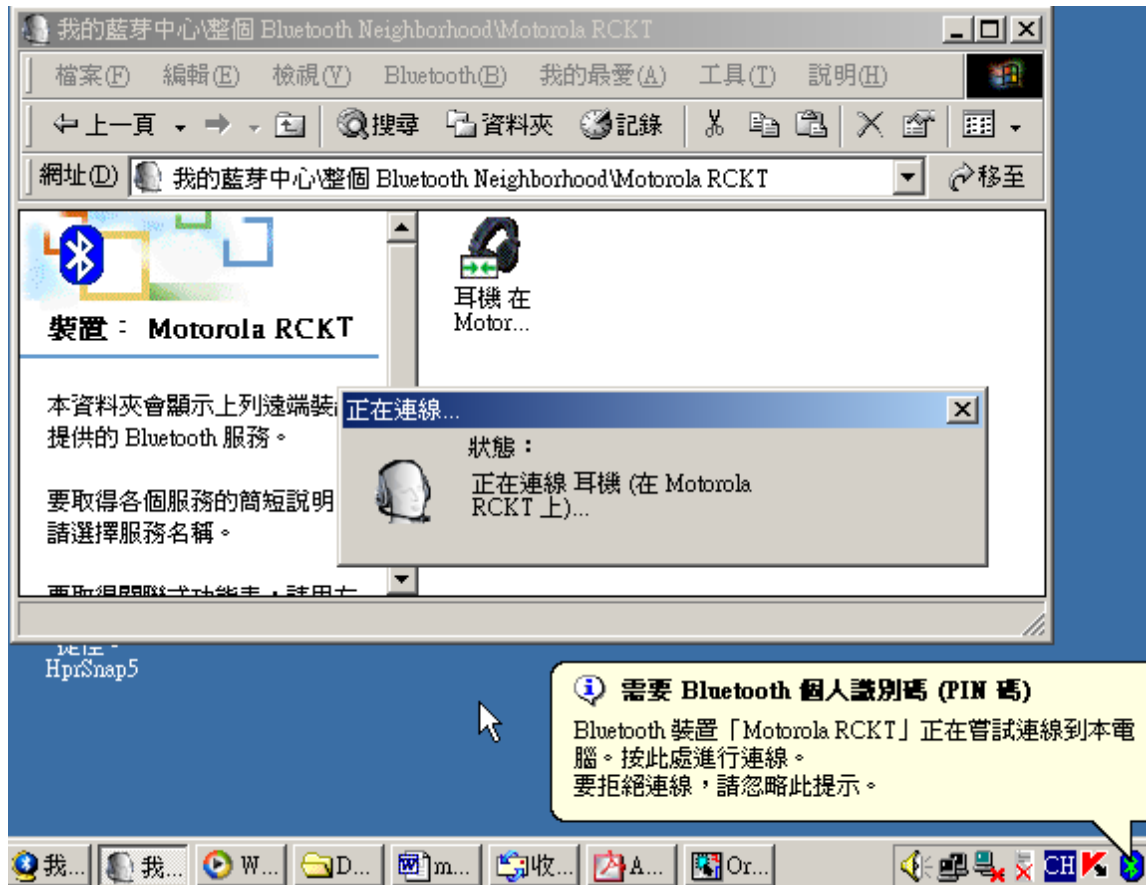 我的藍芽中心\整個 Bluetooth Neighborhood\Motorola RCKT
檔案(F) 編輯(E) 檢視(V) Bluetooth(B) 我的最愛(A) 工具(T) 說明(H)
上一頁 搜尋 資料夾 記錄
網址(D) 我的藍芽中心\整個 Bluetooth Neighborhood\Motorola RCKT 移至
裝置： Motorola RCKT
本資料夾會顯示上列遠端裝
提供的 Bluetooth 服務。
要取得各個服務的簡短說明
請選擇服務名稱。
耳機 在
Motor...
正在連線...
狀態：
正在連線 耳機 (在 Motorola
RCKT 上)...
HprSnap5
需要 Bluetooth 個人識別碼 (PIN 碼)
Bluetooth 裝置「Motorola RCKT」正在嘗試連線到本電
腦。按此處進行連線。
要拒絕連線，請忽略此提示。
我... 我... W... D... m... 收... A... Or... CH